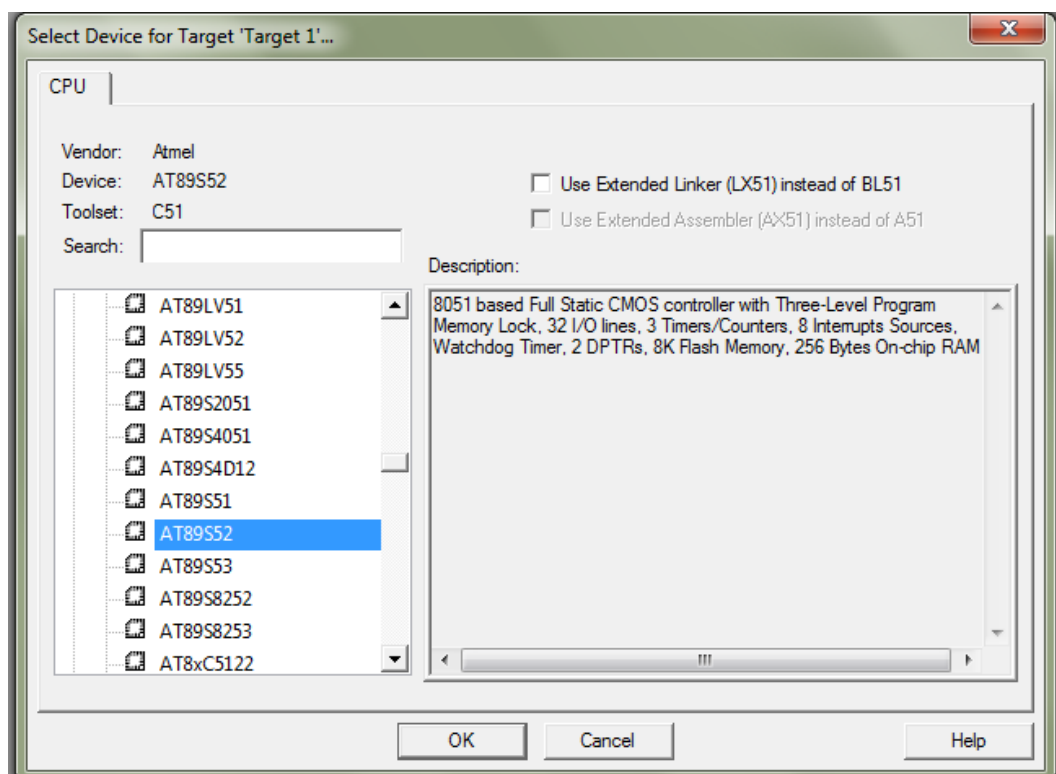 Select Device for Target 'Target 1'...
CPU
Vendor: Atmel
Device: AT89S52
Toolset: C51
Search:
Use Extended Linker (LX51) instead of BL51
Use Extended Assembler (AX51) instead of A51
Description:
AT89LV51
AT89LV52
AT89LV55
AT89S2051
AT89S4051
AT89S4D12
AT89S51
AT89S52
AT89S53
AT89S8252
AT89S8253
AT8xC5122
8051 based Full Static CMOS controller with Three-Level Program
Memory Lock, 32 I/O lines, 3 Timers/Counters, 8 Interrupts Sources,
Watchdog Timer, 2 DPTRs, 8K Flash Memory, 256 Bytes On-chip RAM
OK
Cancel
Help